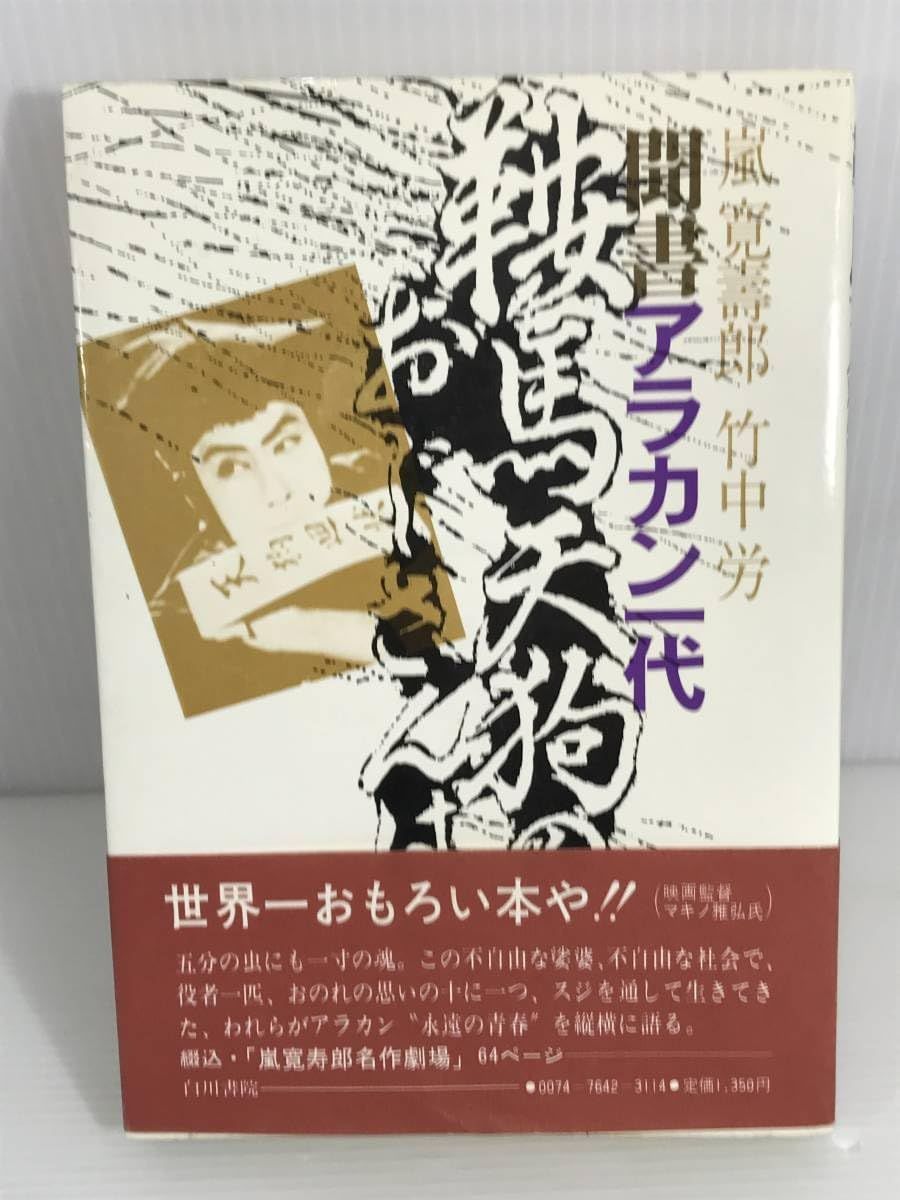 嵐寛壽郎 竹中労
聞書アラカン一代
鞍馬天狗の
おじさんは
天狗廻状
世界一おもろい本や!!
(映画監督
マキノ雅弘氏)
五分の虫にも一寸の魂。この不自由な娑婆、不自由な社会で、
役者一匹、おのれの思いの十に一つ、スジを通して生きてき
た、われらがアラカン〝永遠の青春〟を縦横に語る。
綴込・「嵐寛寿郎名作劇場」 64ページ
白川書院 ●0074-7642-3114●定価1,350円